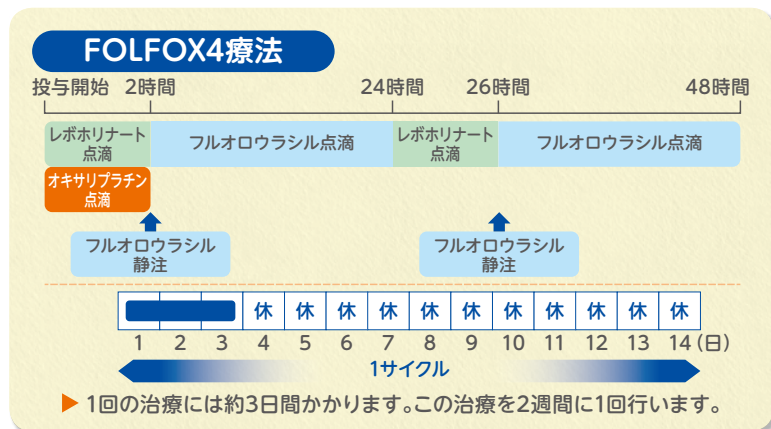 FOLFOX4療法
投与開始 2時間 24時間 26時間 48時間
レボホリナート
点滴
フルオロウラシル点滴
レボホリナート
点滴
フルオロウラシル点滴
オキサリプラチン
点滴
フルオロウラシル
静注
フルオロウラシル
静注
休 休 休 休 休 休 休 休 休 休 休
1 2 3 4 5 6 7 8 9 10 11 12 13 14 (日)
1サイクル
1回の治療には約3日間かかります。この治療を2週間に1回行います。